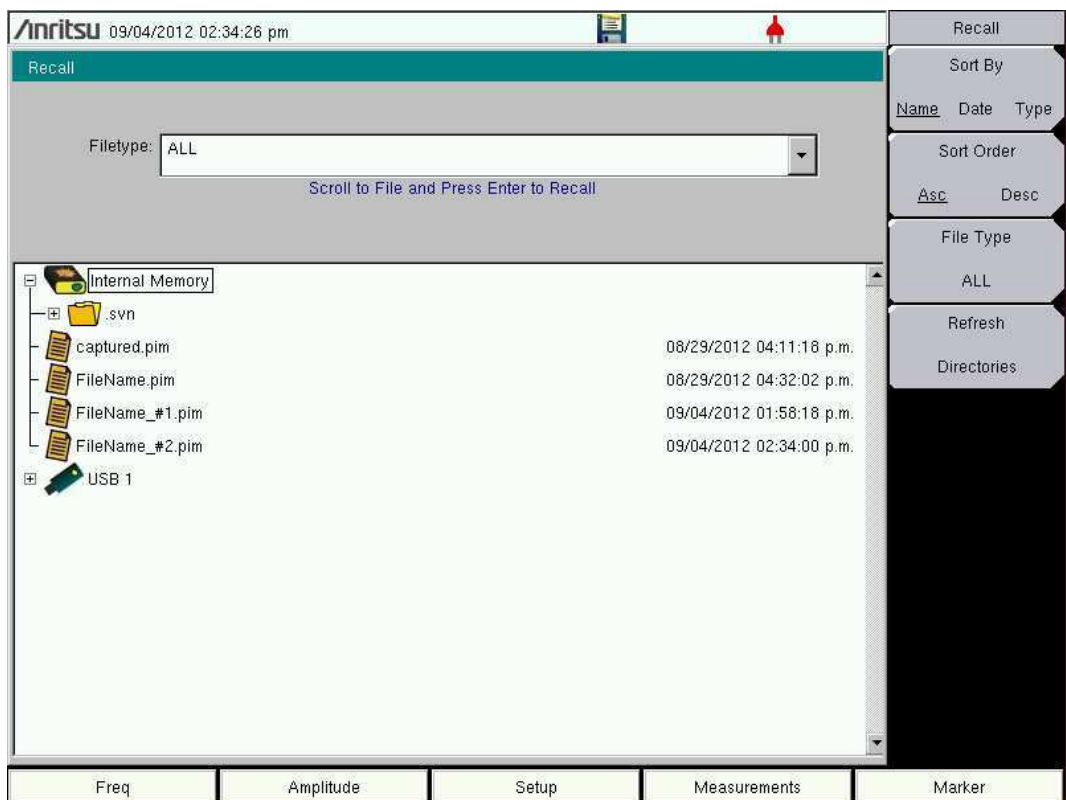 Anritsu 09/04/2012 02:34:26 pm
Recall
Filetype: ALL
Scroll to File and Press Enter to Recall
Internal Memory
.svn
captured.pim 08/29/2012 04:11:18 p.m.
FileName.pim 08/29/2012 04:32:02 p.m.
FileName_#1.pim 09/04/2012 01:58:18 p.m.
FileName_#2.pim 09/04/2012 02:34:00 p.m.
USB 1
Recall
Sort By
Name Date Type
Sort Order
Asc Desc
File Type
ALL
Refresh
Directories
Freq Amplitude Setup Measurements Marker